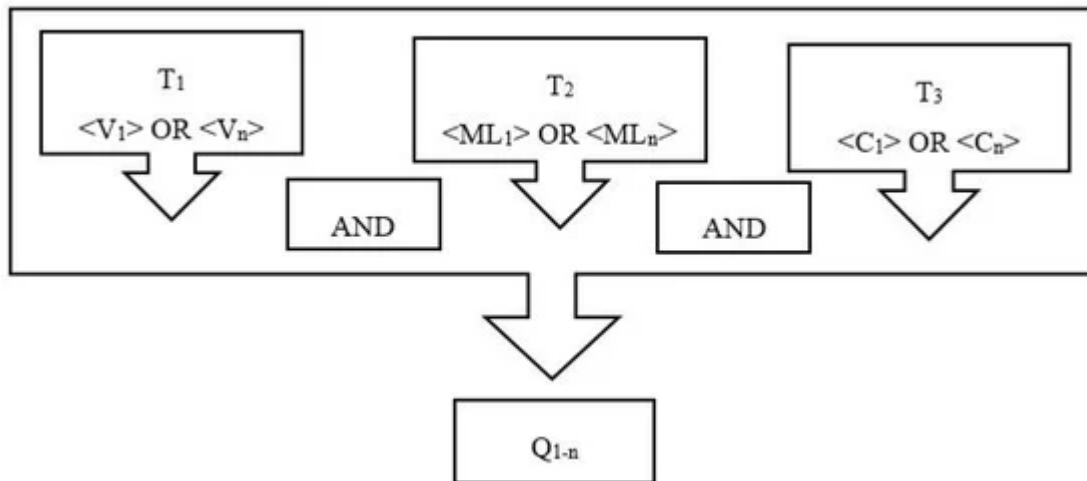 T₁
<V₁> OR <Vₙ>
T₂
<ML₁> OR <MLₙ>
T₃
<C₁> OR <Cₙ>
AND
AND
Q₁₋ₙ